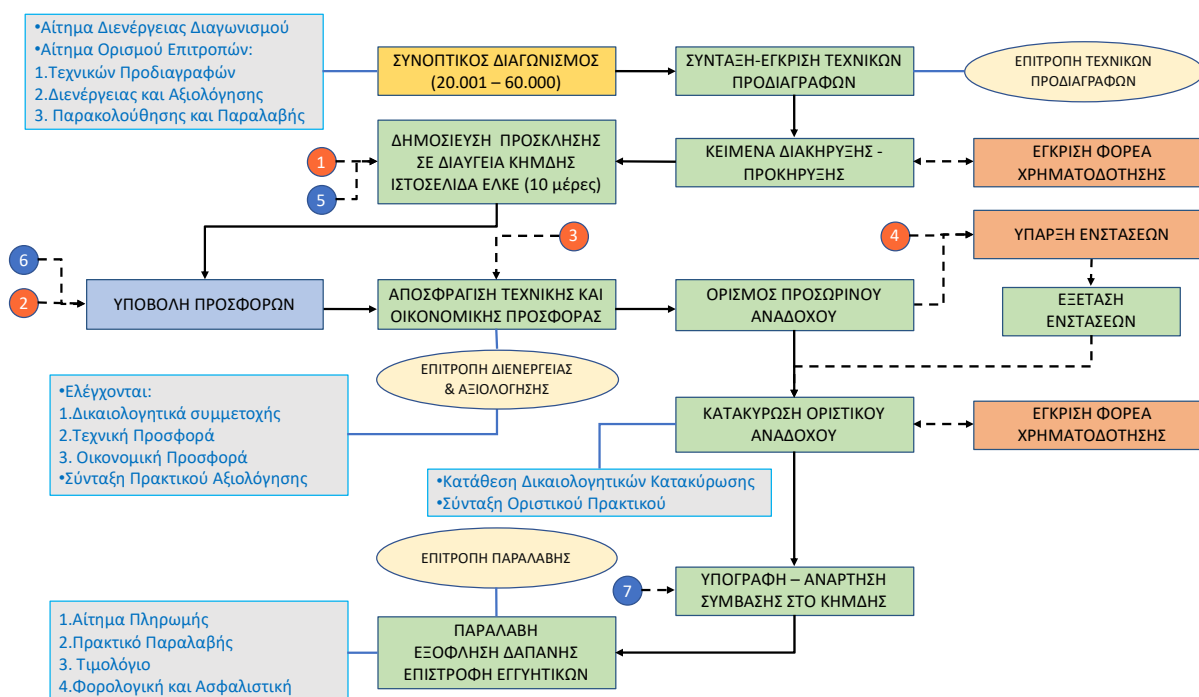 •Αίτημα Διενέργειας Διαγωνισμού
•Αίτημα Ορισμού Επιτροπών:
1.Τεχνικών Προδιαγραφών
2.Διενέργειας και Αξιολόγησης
3. Παρακολούθησης και Παραλαβής
ΣΥΝΟΠΤΙΚΟΣ ΔΙΑΓΩΝΙΣΜΟΣ
(20.001 – 60.000)
ΣΥΝΤΑΞΗ-ΕΓΚΡΙΣΗ ΤΕΧΝΙΚΩΝ
ΠΡΟΔΙΑΓΡΑΦΩΝ
ΕΠΙΤΡΟΠΗ ΤΕΧΝΙΚΩΝ
ΠΡΟΔΙΑΓΡΑΦΩΝ
1
5
ΔΗΜΟΣΙΕΥΣΗ ΠΡΟΣΚΛΗΣΗΣ
ΣΕ ΔΙΑΥΓΕΙΑ ΚΗΜΔΗΣ
ΙΣΤΟΣΕΛΙΔΑ ΕΛΚΕ (10 μέρες)
ΚΕΙΜΕΝΑ ΔΙΑΚΗΡΥΞΗΣ -
ΠΡΟΚΗΡΥΞΗΣ
ΕΓΚΡΙΣΗ ΦΟΡΕΑ
ΧΡΗΜΑΤΟΔΟΤΗΣΗΣ
3
4
ΥΠΑΡΞΗ ΕΝΣΤΑΣΕΩΝ
6
2
ΥΠΟΒΟΛΗ ΠΡΟΣΦΟΡΩΝ
ΑΠΟΣΦΡΑΓΙΣΗ ΤΕΧΝΙΚΗΣ ΚΑΙ
ΟΙΚΟΝΟΜΙΚΗΣ ΠΡΟΣΦΟΡΑΣ
ΟΡΙΣΜΟΣ ΠΡΟΣΩΡΙΝΟΥ
ΑΝΑΔΟΧΟΥ
ΕΞΕΤΑΣΗ
ΕΝΣΤΑΣΕΩΝ
ΕΠΙΤΡΟΠΗ ΔΙΕΝΕΡΓΕΙΑΣ
& ΑΞΙΟΛΟΓΗΣΗΣ
•Ελέγχονται:
1.Δικαιολογητικά συμμετοχής
2.Τεχνική Προσφορά
3. Οικονομική Προσφορά
•Σύνταξη Πρακτικού Αξιολόγησης
ΚΑΤΑΚΥΡΩΣΗ ΟΡΙΣΤΙΚΟΥ
ΑΝΑΔΟΧΟΥ
ΕΓΚΡΙΣΗ ΦΟΡΕΑ
ΧΡΗΜΑΤΟΔΟΤΗΣΗΣ
•Κατάθεση Δικαιολογητικών Κατακύρωσης
•Σύνταξη Οριστικού Πρακτικού
ΕΠΙΤΡΟΠΗ ΠΑΡΑΛΑΒΗΣ
7
ΥΠΟΓΡΑΦΗ – ΑΝΑΡΤΗΣΗ
ΣΥΜΒΑΣΗΣ ΣΤΟ ΚΗΜΔΗΣ
1.Αίτημα Πληρωμής
2.Πρακτικό Παραλαβής
3. Τιμολόγιο
4.Φορολογική και Ασφαλιστική
ΠΑΡΑΛΑΒΗ
ΕΞΟΦΛΗΣΗ ΔΑΠΑΝΗΣ
ΕΠΙΣΤΡΟΦΗ ΕΓΓΥΗΤΙΚΩΝ